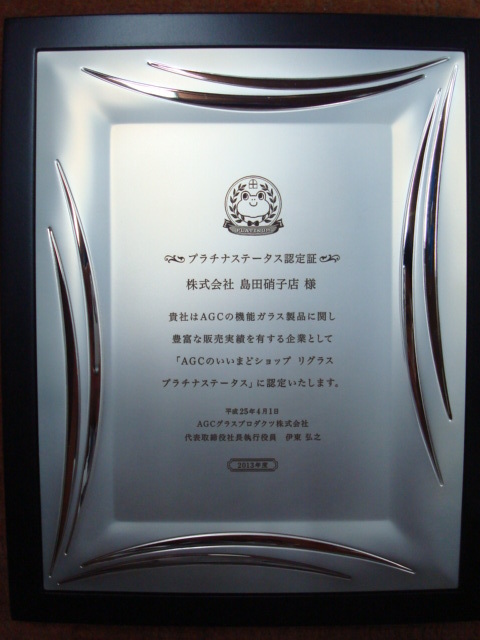 PLATINUM
プラチナステータス認定証
株式会社 島田硝子店 様
貴社はAGCの機能ガラス製品に関し
豊富な販売実績を有する企業として
「AGCのいいまどショップ リグラス
プラチナステータス」に認定いたします。
平成25年4月1日
AGCグラスプロダクツ株式会社
代表取締役社長執行役員 伊東 弘之
2013年度